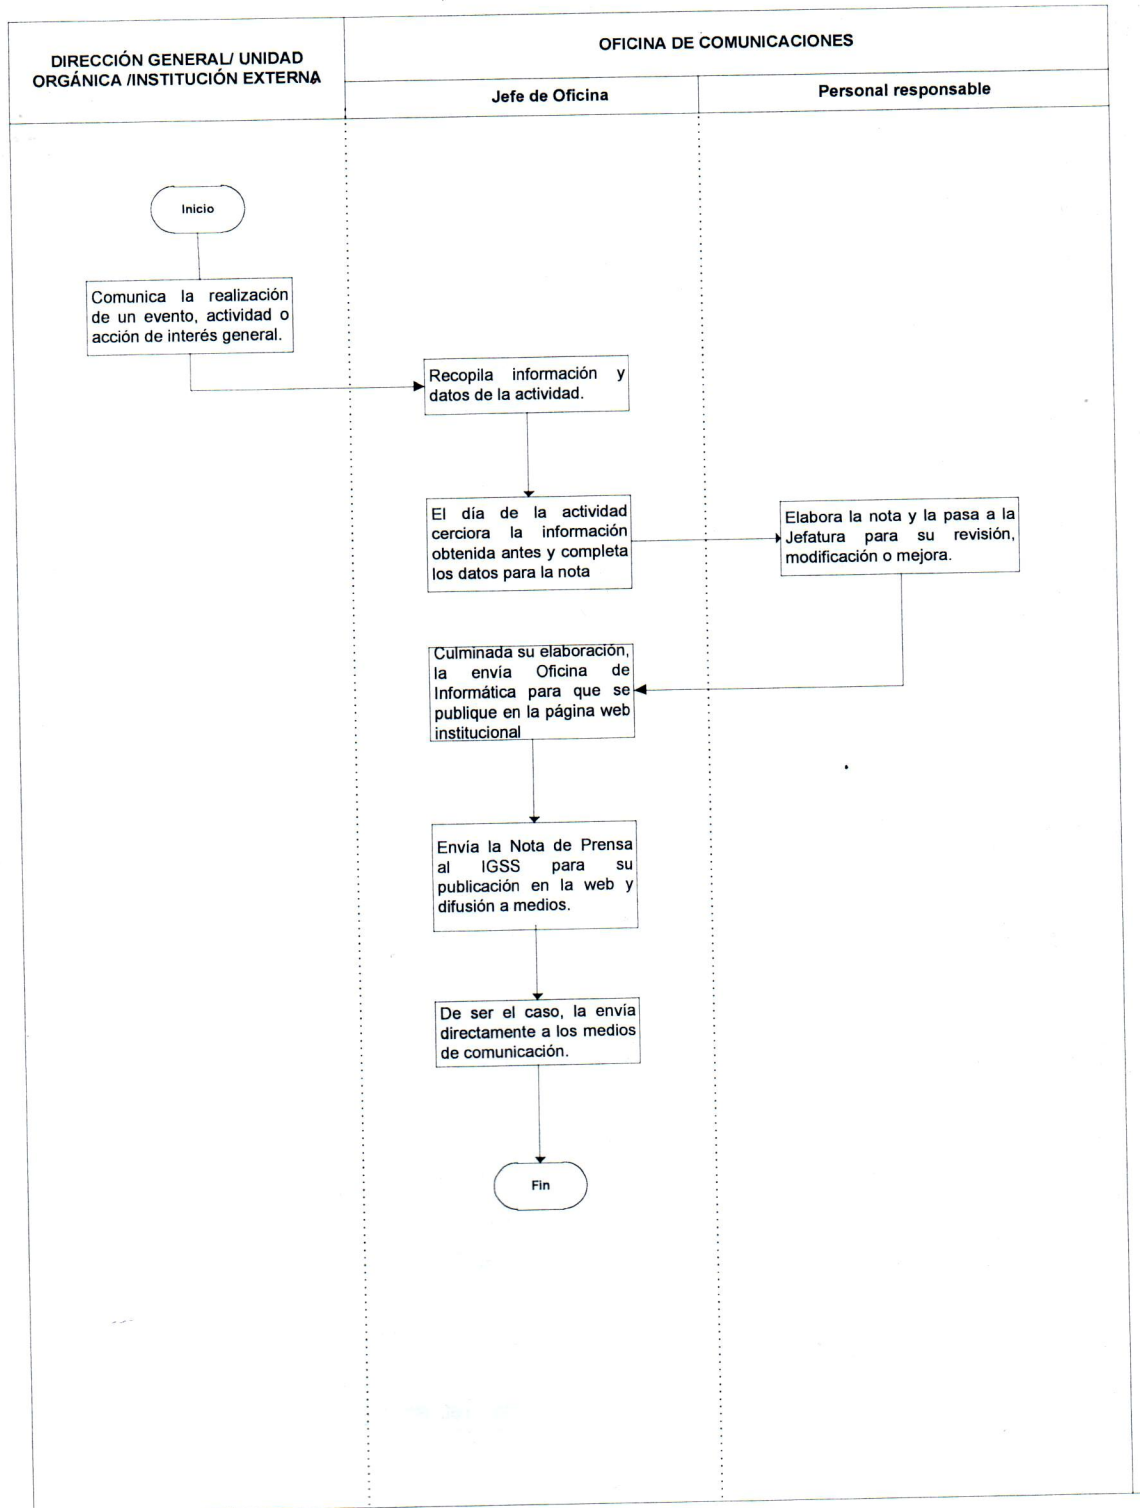 DIRECCIÓN GENERAL/ UNIDAD
ORGÁNICA /INSTITUCIÓN EXTERNA
OFICINA DE COMUNICACIONES
Jefe de Oficina
Personal responsable
Inicio
Comunica la realización
de un evento, actividad o
acción de interés general.
Recopila información y
datos de la actividad.
El día de la actividad
cerciora la información
obtenida antes y completa
los datos para la nota
Elabora la nota y la pasa a la
Jefatura para su revisión,
modificación o mejora.
Culminada su elaboración,
la envía Oficina de
Informática para que se
publique en la página web
institucional
Envia la Nota de Prensa
al IGSS para su
publicación en la web y
difusión a medios.
De ser el caso, la envía
directamente a los medios
de comunicación.
Fin